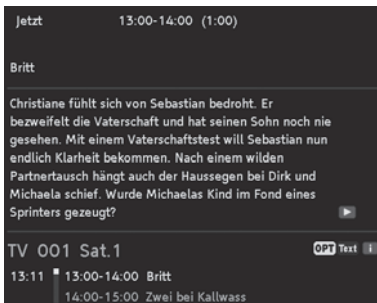 Jetzt 13:00-14:00 (1:00)
Britt
Christiane fühlt sich von Sebastian bedroht. Er
bezweifelt die Vaterschaft und hat seinen Sohn noch nie
gesehen. Mit einem Vaterschaftstest will Sebastian nun
endlich Klarheit bekommen. Nach einem wilden
Partnertausch hängt auch der Haussegen bei Dirk und
Michaela schief. Wurde Michaelas Kind im Fond eines
Sprinters gezeugt?
TV 001 Sat.1 OPT Text i
13:11 13:00-14:00 Britt
14:00-15:00 Zwei bei Kallwass